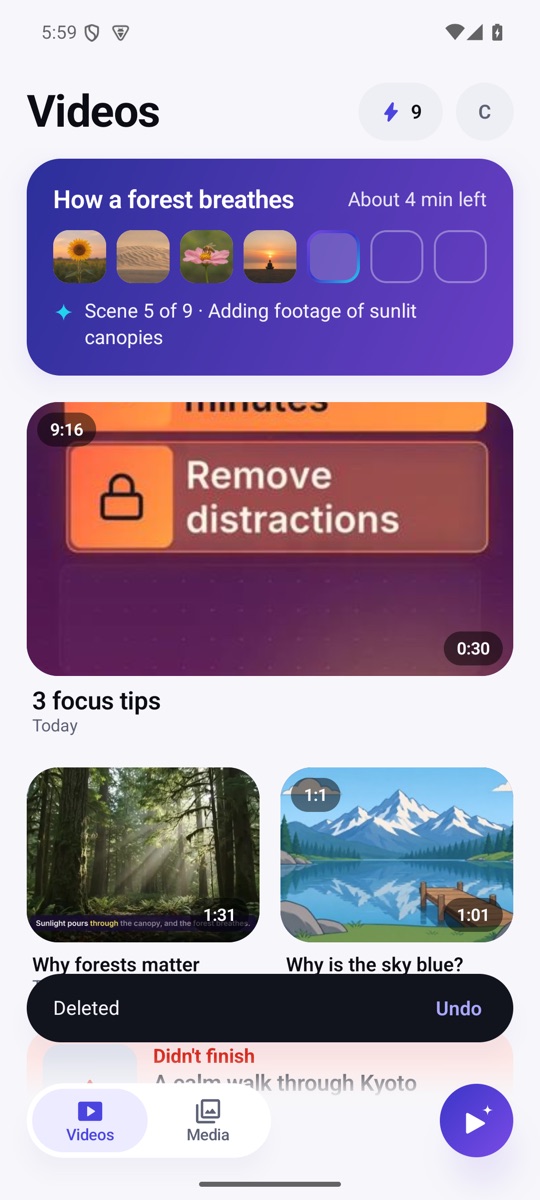 5:59
Videos
9
C
How a forest breathes
About 4 min left
Scene 5 of 9 · Adding footage of sunlit
canopies
minutes
9:16
Remove
distractions
0:30
3 focus tips
Today
Sunlight pours through the canopy, and the forest breathes.
1:31
1:1
1:01
Why forests matter
Why is the sky blue?
Deleted
Undo
Didn't finish
A calm walk through Kyoto
Videos
Media